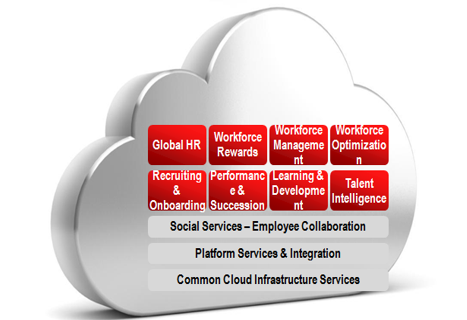 Global HR
Workforce
Rewards
Workforce
Manageme
nt
Workforce
Optimizatio
n
Recruiting
&
Onboarding
Performanc
e &
Succession
Learning &
Developme
nt
Talent
Intelligence
Social Services – Employee Collaboration
Platform Services & Integration
Common Cloud Infrastructure Services